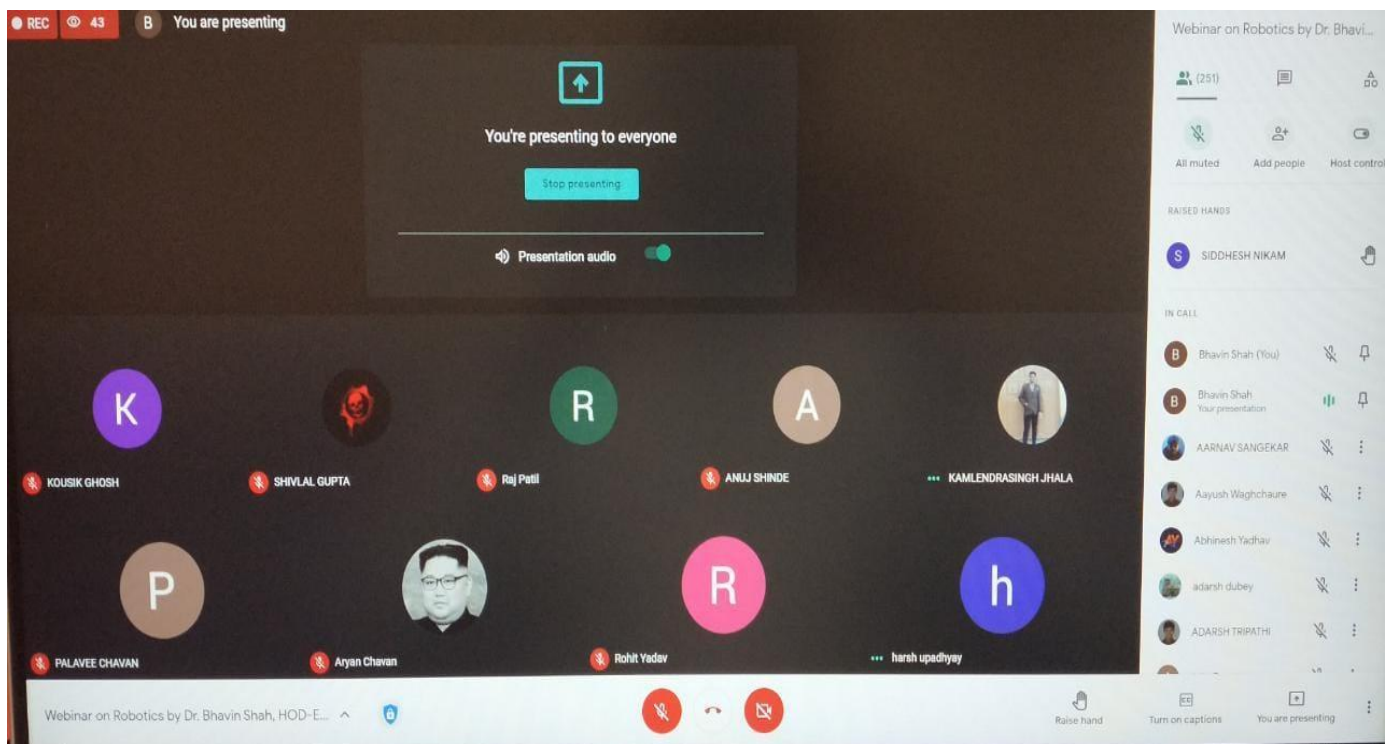 REC 43 B You are presenting
You're presenting to everyone
Stop presenting
Presentation audio
K
R
A
KOUSIK GHOSH
SHIVLAL GUPTA
Raj Patil
ANUJ SHINDE
KAMLENDRASINGH JHALA
P
R
h
PALAVEE CHAVAN
Aryan Chavan
Rohit Yadav
harsh upadhyay
Webinar on Robotics by Dr. Bhavi...
(251)
All muted
Add people
Host control
RAISED HANDS
S SIDDHESH NIKAM
IN CALL
B Bhavin Shah (You)
B Bhavin Shah
Your presentation
AARNAV SANGEKAR
Aayush Waghchaure
AY Abhinesh Yadhav
adarsh dubey
ADARSH TRIPATHI
Webinar on Robotics by Dr. Bhavin Shah, HOD-E...
Raise hand
CC
Turn on captions
You are presenting